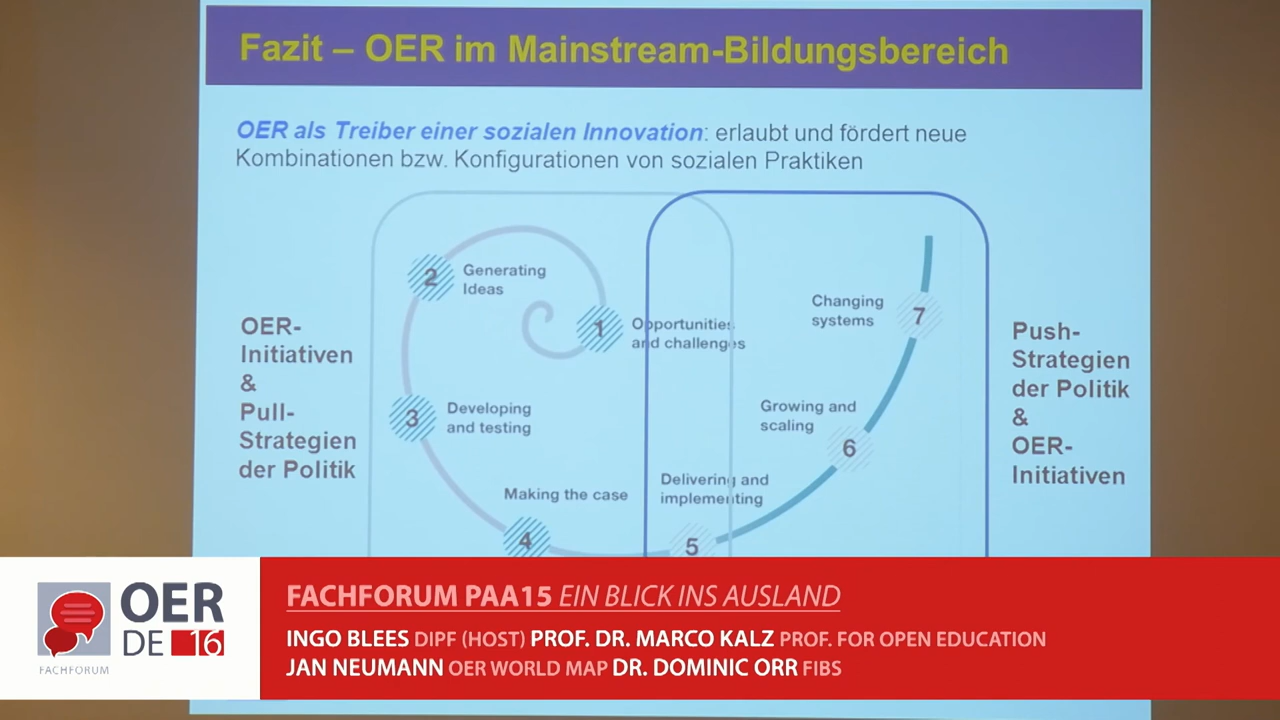 Fazit – OER im Mainstream-Bildungsbereich
OER als Treiber einer sozialen Innovation: erlaubt und fördert neue
Kombinationen bzw. Konfigurationen von sozialen Praktiken
OER-
Initiativen
&
Pull-
Strategien
der Politik
2
Generating
Ideas
1
Opportunities
and challenges
3
Developing
and testing
Making the case
4
Delivering and
implementing
5
Growing and
scaling
6
Changing
systems
7
Push-
Strategien
der Politik
&
OER-
Initiativen
OER
DE 16
FACHFORUM
FACHFORUM PAA15 EIN BLICK INS AUSLAND
INGO BLEES DIPF (HOST) PROF. DR. MARCO KALZ PROF. FOR OPEN EDUCATION
JAN NEUMANN OER WORLD MAP DR. DOMINIC ORR FIBS